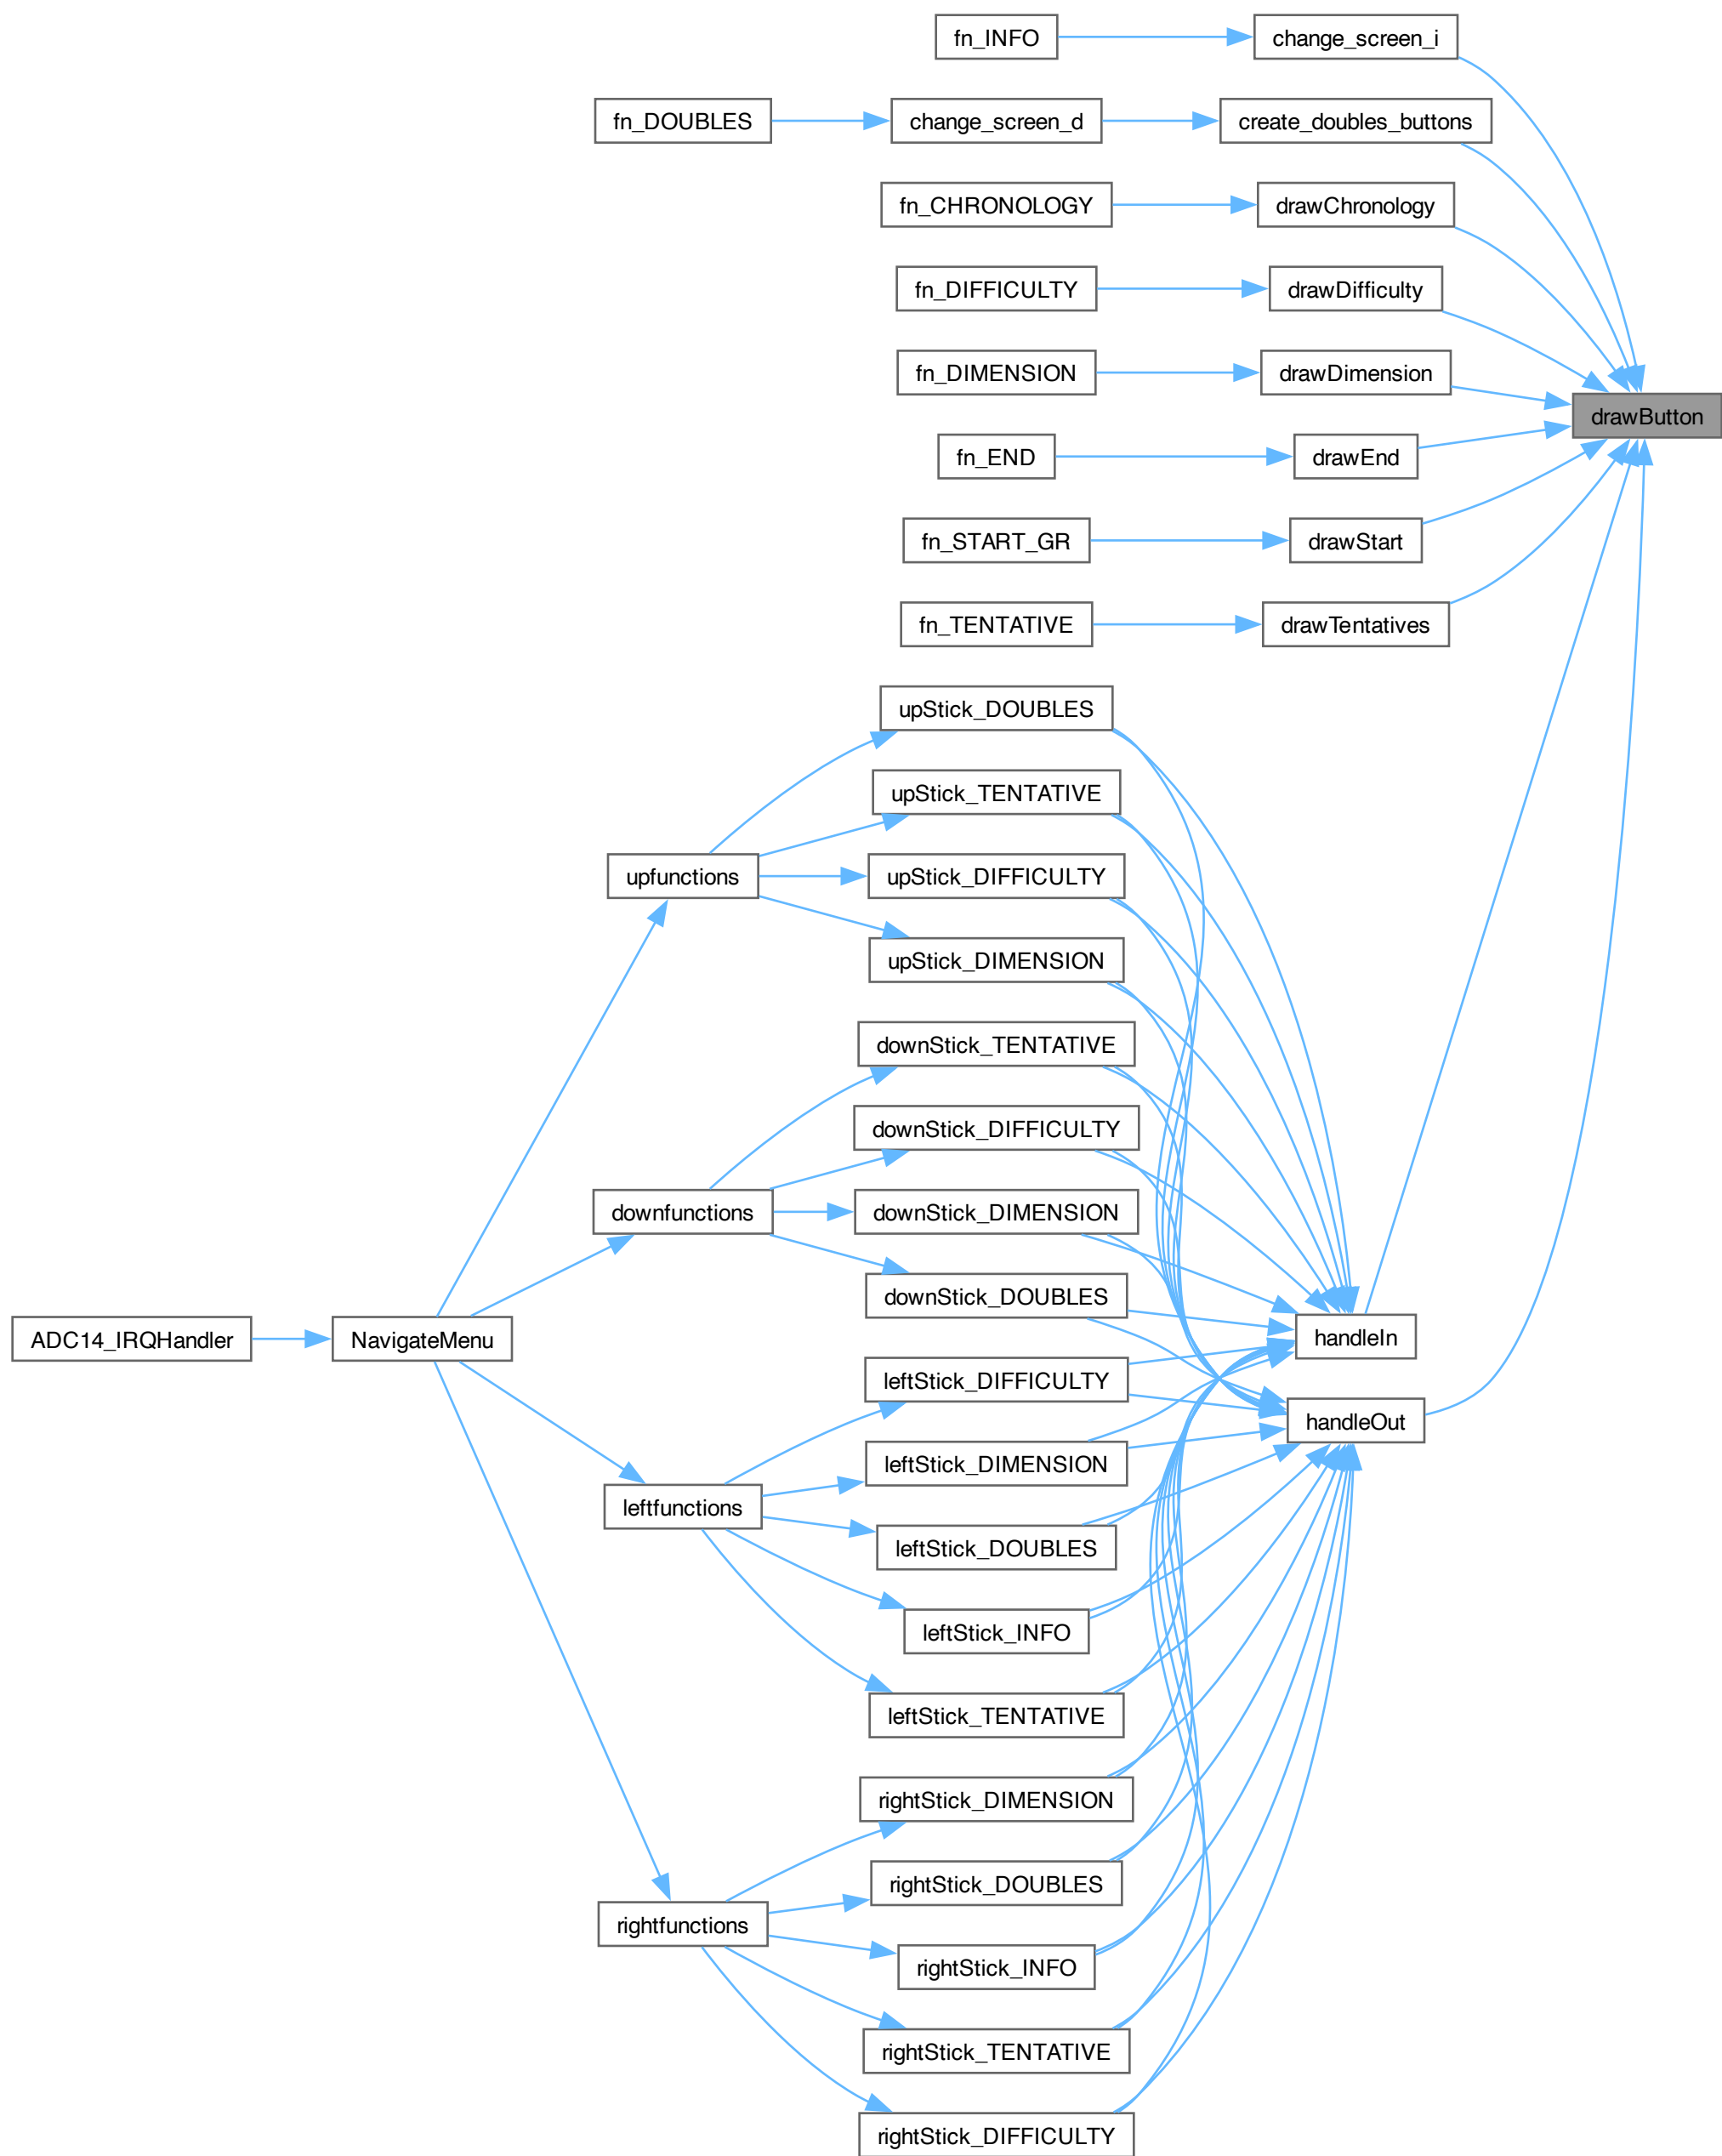 fn_INFO
change_screen_i
fn_DOUBLES
change_screen_d
create_doubles_buttons
fn_CHRONOLOGY
drawChronology
fn_DIFFICULTY
drawDifficulty
fn_DIMENSION
drawDimension
drawButton
fn_END
drawEnd
fn_START_GR
drawStart
fn_TENTATIVE
drawTentatives
upStick_DOUBLES
upStick_TENTATIVE
upfunctions
upStick_DIFFICULTY
upStick_DIMENSION
downStick_TENTATIVE
downStick_DIFFICULTY
downfunctions
downStick_DIMENSION
downStick_DOUBLES
ADC14_IRQHandler
NavigateMenu
handleIn
leftStick_DIFFICULTY
handleOut
leftStick_DIMENSION
leftfunctions
leftStick_DOUBLES
leftStick_INFO
leftStick_TENTATIVE
rightStick_DIMENSION
rightStick_DOUBLES
rightfunctions
rightStick_INFO
rightStick_TENTATIVE
rightStick_DIFFICULTY